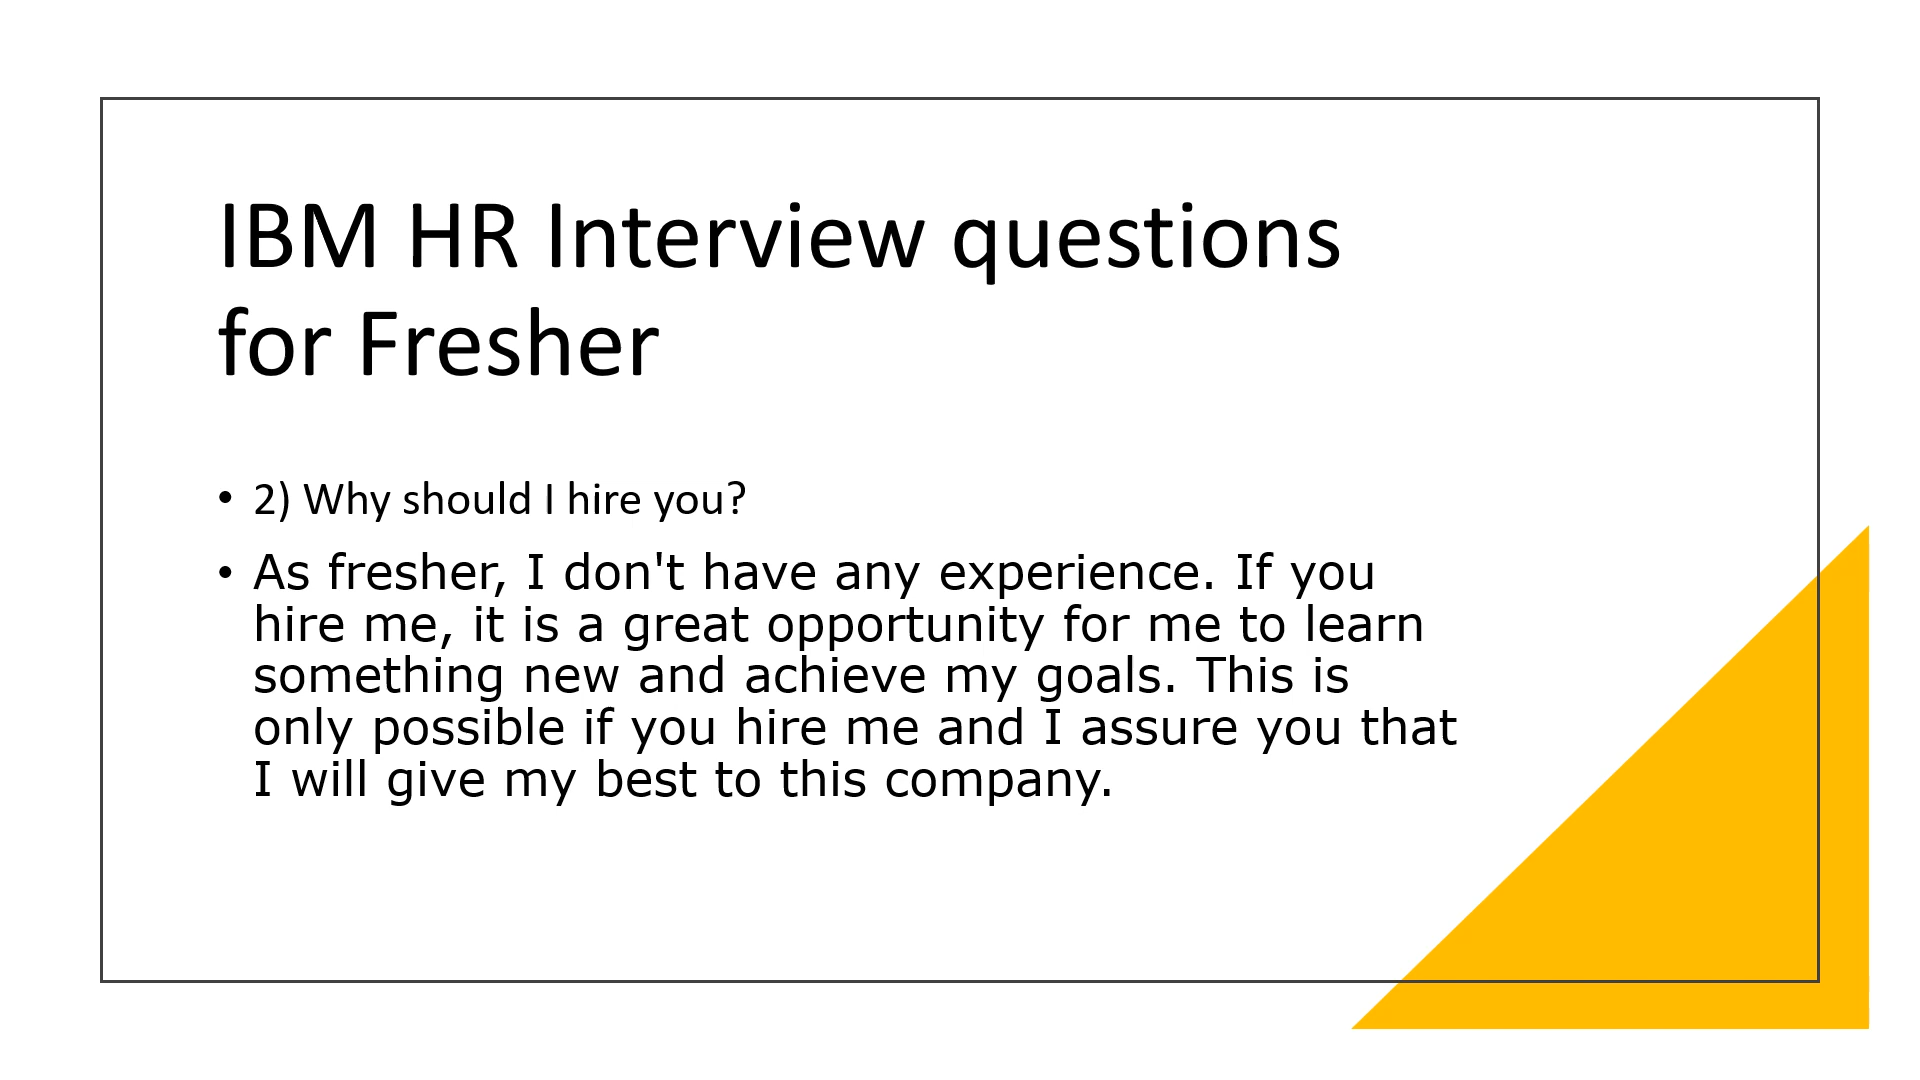 IBM HR Interview questions
for Fresher
• 2) Why should I hire you?
• As fresher, I don't have any experience. If you
hire me, it is a great opportunity for me to learn
something new and achieve my goals. This is
only possible if you hire me and I assure you that
I will give my best to this company.